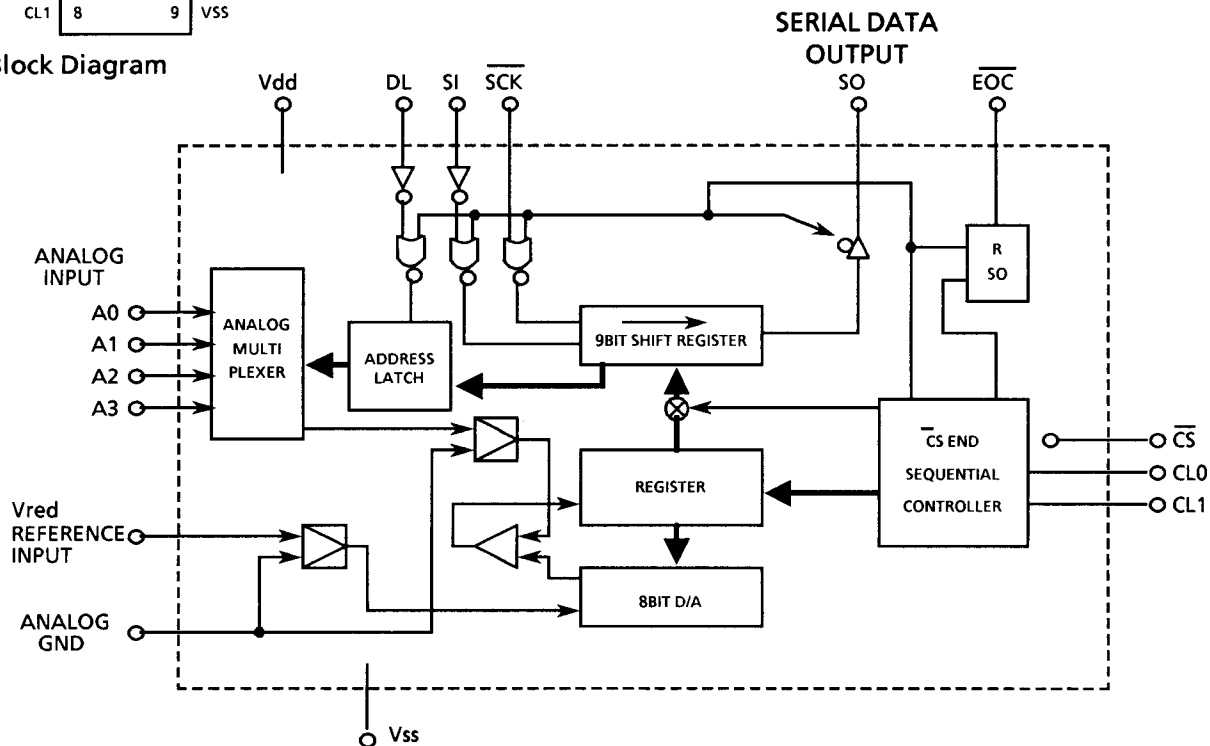 CL1 8 9 VSS
lock Diagram
SERIAL DATA
OUTPUT
Vdd DL SI SCK SO EOC
ANALOG
INPUT
A0
A1
A2
A3
ANALOG
MULTI
PLEXER
ADDRESS
LATCH
9BIT SHIFT REGISTER
R
SO
CS END
SEQUENTIAL
CONTROLLER
CS
CL0
CL1
REGISTER
Vred
REFERENCE
INPUT
8BIT D/A
ANALOG
GND
Vss